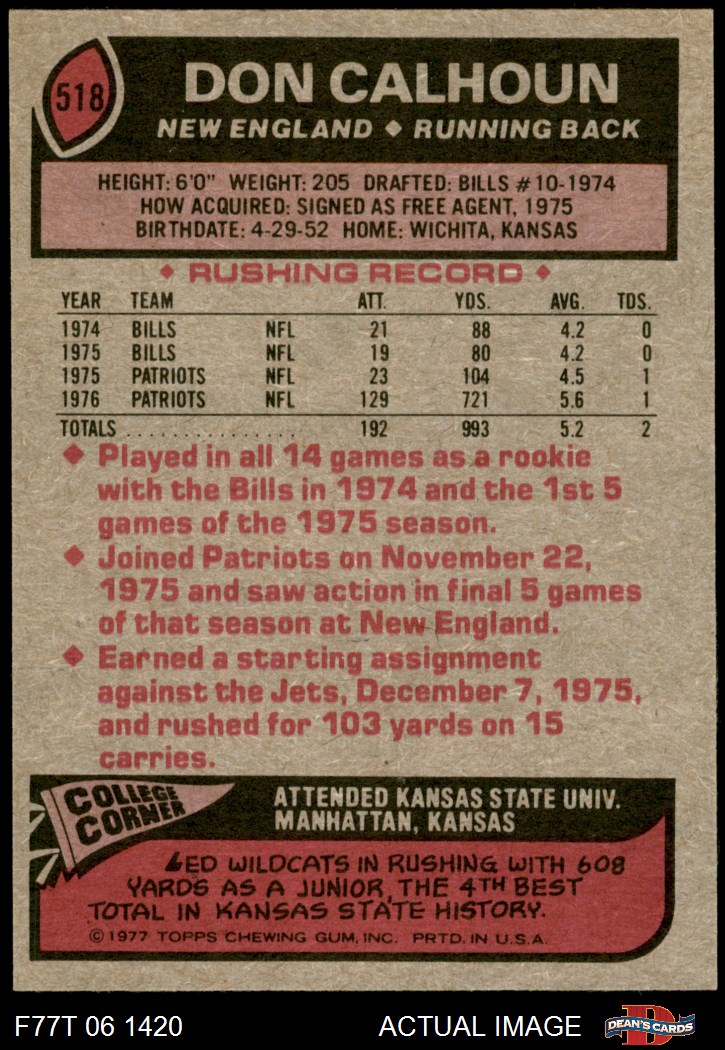 518
DON CALHOUN
NEW ENGLAND ◆ RUNNING BACK
HEIGHT: 6'0" WEIGHT: 205 DRAFTED: BILLS #10-1974
HOW ACQUIRED: SIGNED AS FREE AGENT, 1975
BIRTHDATE: 4-29-52 HOME: WICHITA, KANSAS
◆ RUSHING RECORD ◆
YEAR TEAM ATT. YDS. AVG. TDS.
1974 BILLS NFL 21 88 4.2 0
1975 BILLS NFL 19 80 4.2 0
1975 PATRIOTS NFL 23 104 4.5 1
1976 PATRIOTS NFL 129 721 5.6 1
TOTALS . . . . . . . . . . . . . . . 192 993 5.2 2
◆ Played in all 14 games as a rookie
with the Bills in 1974 and the 1st 5
games of the 1975 season.
◆ Joined Patriots on November 22,
1975 and saw action in final 5 games
of that season at New England.
◆ Earned a starting assignment
against the Jets, December 7, 1975,
and rushed for 103 yards on 15
carries.
COLLEGE
CORNER
ATTENDED KANSAS STATE UNIV.
MANHATTAN, KANSAS
LED WILDCATS IN RUSHING WITH 608
YARDS AS A JUNIOR, THE 4TH BEST
TOTAL IN KANSAS STATE HISTORY.
© 1977 TOPPS CHEWING GUM, INC. PRTD. IN U.S.A.
F77T 06 1420 ACTUAL IMAGE
D
DEAN'S CARDS